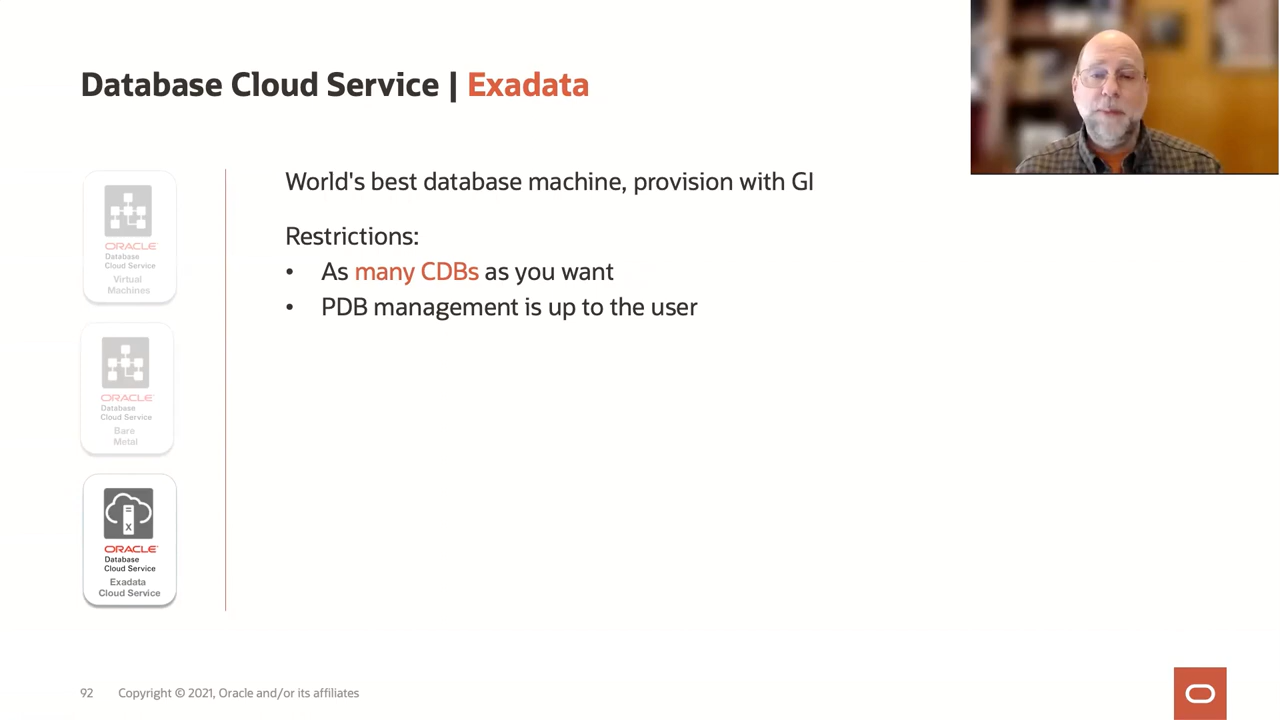 Database Cloud Service | Exadata
ORACLE
Database
Cloud Service
Virtual
Machines
ORACLE
Database
Cloud Service
Bare
Metal
X
ORACLE
Database
Cloud Service
Exadata
Cloud Service
World's best database machine, provision with GI
Restrictions:
• As many CDBs as you want
• PDB management is up to the user
92 Copyright © 2021, Oracle and/or its affiliates